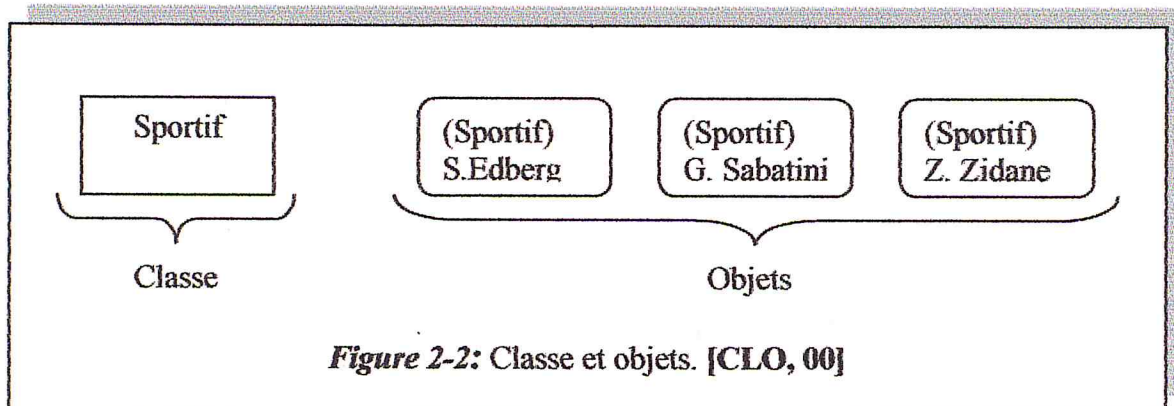 Sportif
(Sportif)
S.Edberg
(Sportif)
G. Sabatini
(Sportif)
Z. Zidane
Classe
Objets
Figure 2-2: Classe et objets. [CLO, 00]